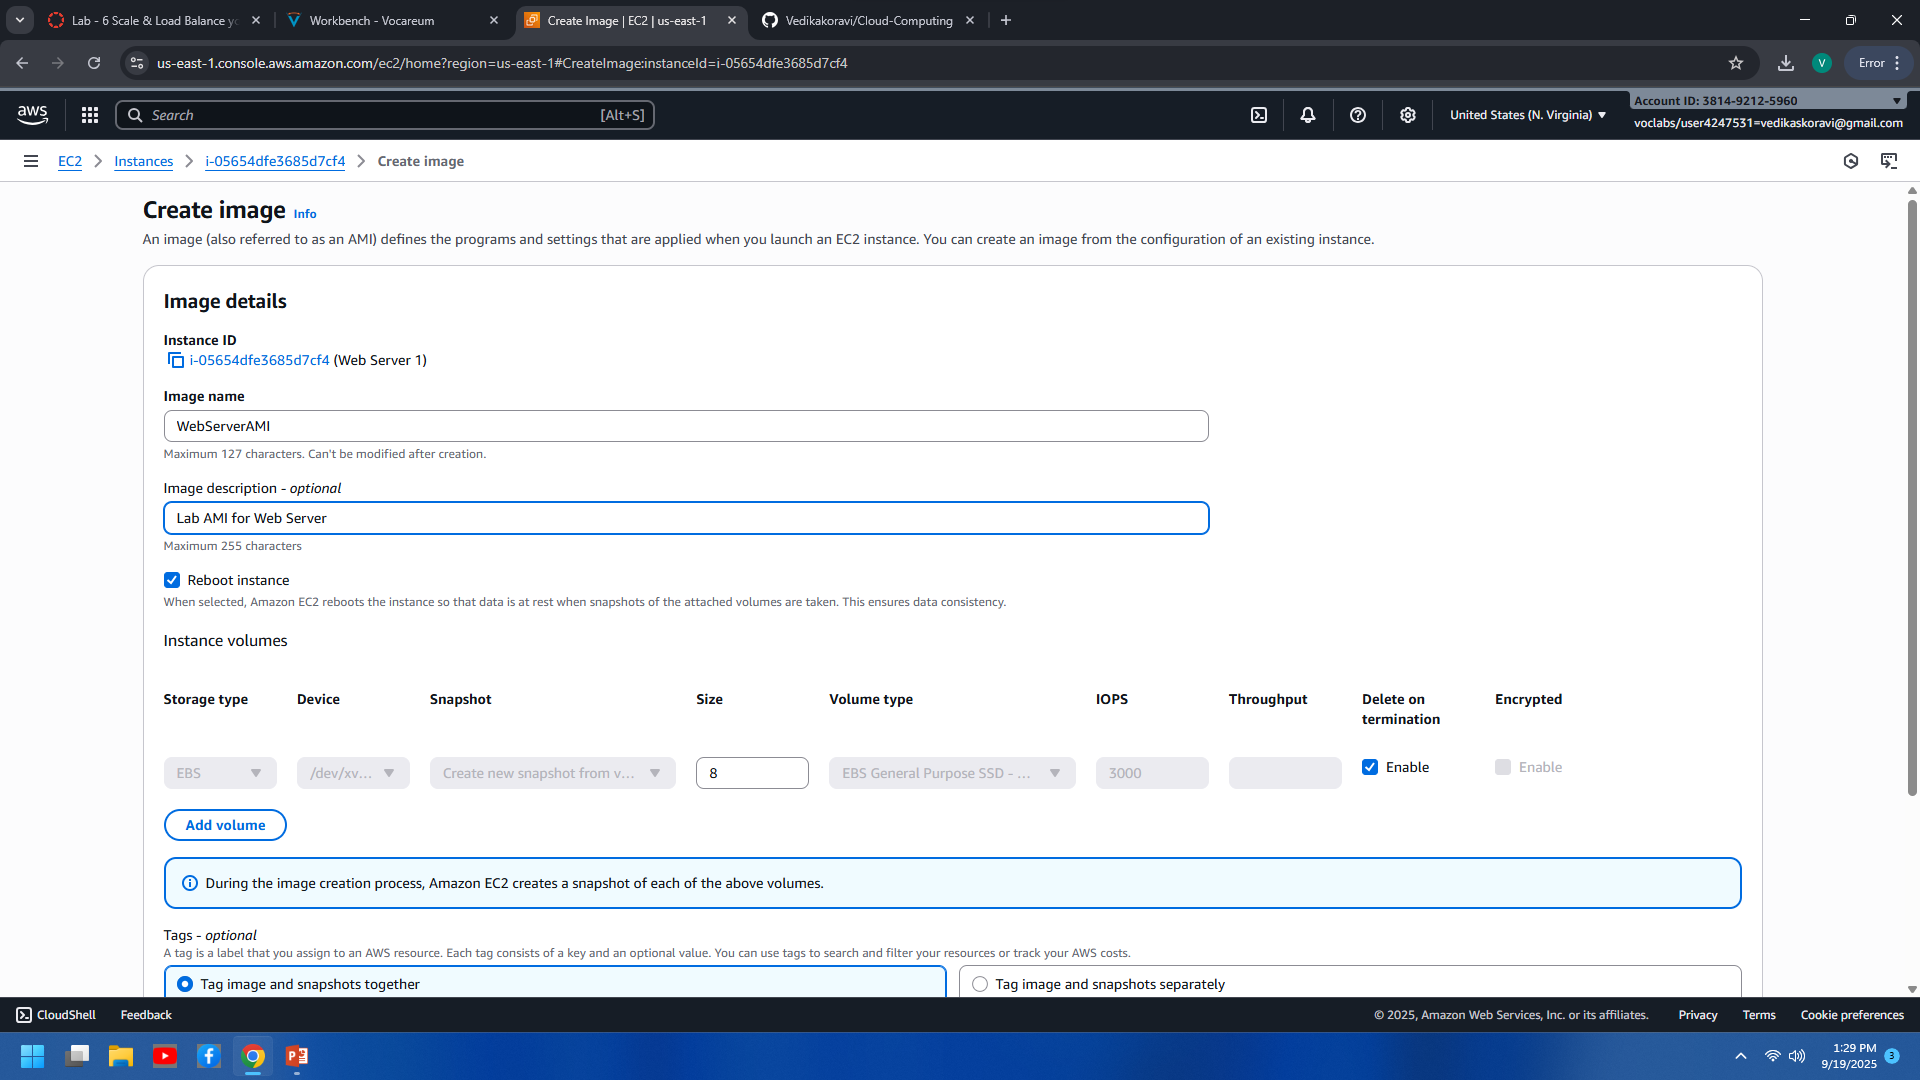 Lab - 6 Scale & Load Balance yo
Workbench - Vocareum
Create Image | EC2 | us-east-1
Vedikakoravi/Cloud-Computing
us-east-1.console.aws.amazon.com/ec2/home?region=us-east-1#CreateImage:instanceId=i-05654dfe3685d7cf4
V
Error
aws
Search
[Alt+S]
United States (N. Virginia)
Account ID: 3814-9212-5960
voclabs/user4247531=vedikaskoravi@gmail.com
EC2
Instances
i-05654dfe3685d7cf4
Create image
Create image Info
An image (also referred to as an AMI) defines the programs and settings that are applied when you launch an EC2 instance. You can create an image from the configuration of an existing instance.
Image details
Instance ID
i-05654dfe3685d7cf4 (Web Server 1)
Image name
WebServerAMI
Maximum 127 characters. Can't be modified after creation.
Image description - optional
Lab AMI for Web Server
Maximum 255 characters
Reboot instance
When selected, Amazon EC2 reboots the instance so that data is at rest when snapshots of the attached volumes are taken. This ensures data consistency.
Instance volumes
Storage type
Device
Snapshot
Size
Volume type
IOPS
Throughput
Delete on
termination
Encrypted
EBS
/dev/xv...
Create new snapshot from v...
8
EBS General Purpose SSD - ...
3000
Enable
Enable
Add volume
During the image creation process, Amazon EC2 creates a snapshot of each of the above volumes.
Tags - optional
A tag is a label that you assign to an AWS resource. Each tag consists of a key and an optional value. You can use tags to search and filter your resources or track your AWS costs.
Tag image and snapshots together
Tag image and snapshots separately
CloudShell
Feedback
© 2025, Amazon Web Services, Inc. or its affiliates.
Privacy
Terms
Cookie preferences
1:29 PM
9/19/2025
3